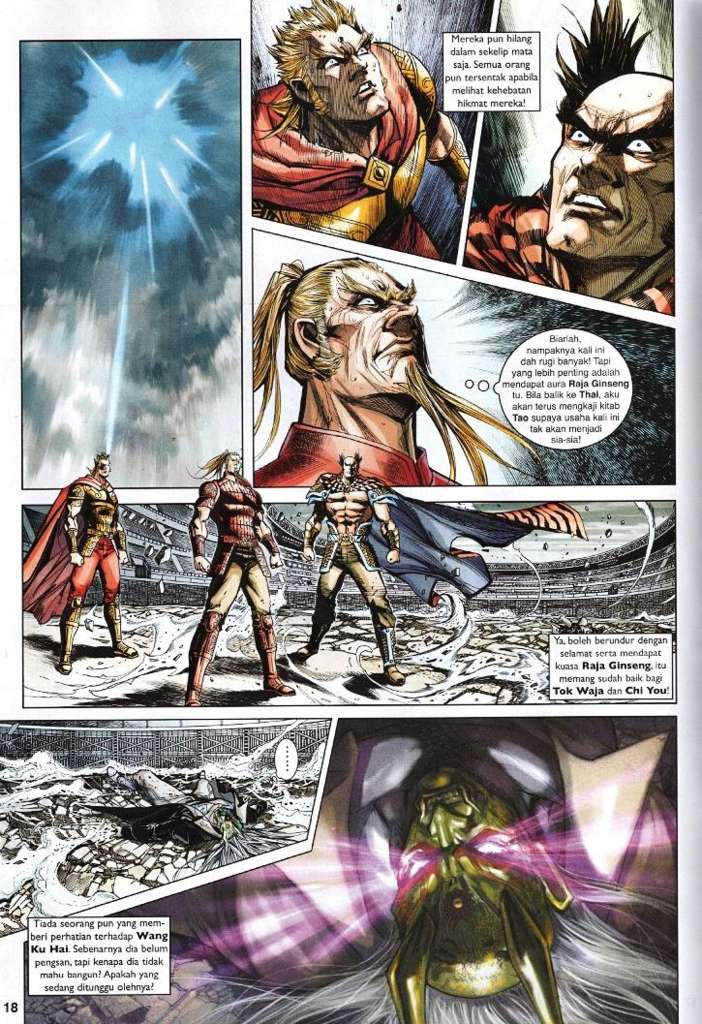 Mereka pun hilang
dalam sekelip mata
saja. Semua orang
pun tersentak apabila
melihat kehebatan
hikmat mereka!
Biarlah,
nampaknya kali ini
dah rugi banyak! Tapi
yang lebih penting adalah
mendapat aura Raja Ginseng
tu. Bila balik ke Thai, aku
akan terus mengkaji kitab
Tao supaya usaha kali ini
tak akan menjadi
sia-sia!
Ya, boleh berundur dengan
selamat serta mendapat
kuasa Raja Ginseng, itu
memang sudah baik bagi
Tok Waja dan Chi You!
......
Tiada seorang pun yang mem-
beri perhatian terhadap Wang
Ku Hai. Sebenarnya dia belum
pengsan, tapi kenapa dia tidak
mahu bangun? Apakah yang
sedang ditunggu olehnya?
18